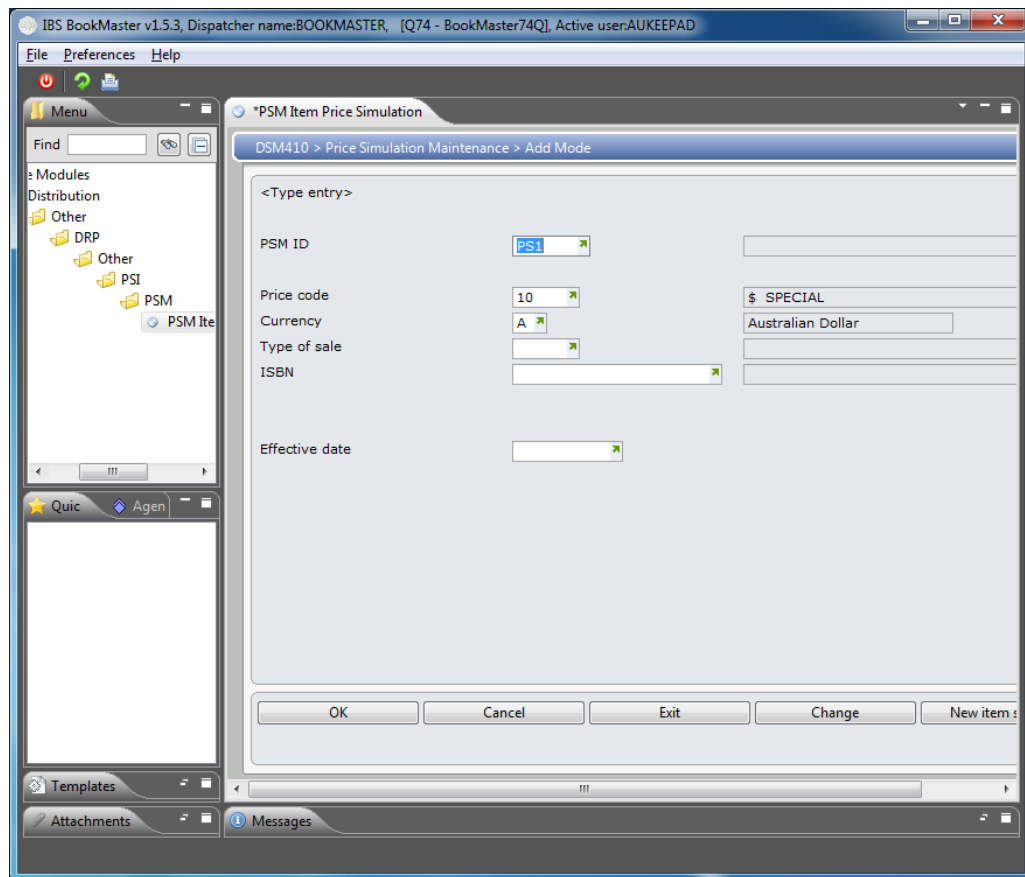 IBS BookMaster v1.5.3, Dispatcher name:BOOKMASTER, [Q74 - BookMaster74Q], Active user:AUKEEPAD
File Preferences Help
Menu
*PSM Item Price Simulation
Find
DSM410 > Price Simulation Maintenance > Add Mode
e Modules
Distribution
Other
DRP
Other
PSI
PSM
PSM Ite
<Type entry>
PSM ID PS1
Price code 10 $ SPECIAL
Currency A Australian Dollar
Type of sale
ISBN
Effective date
Quic Agen
OK Cancel Exit Change New item s
Templates
Attachments Messages